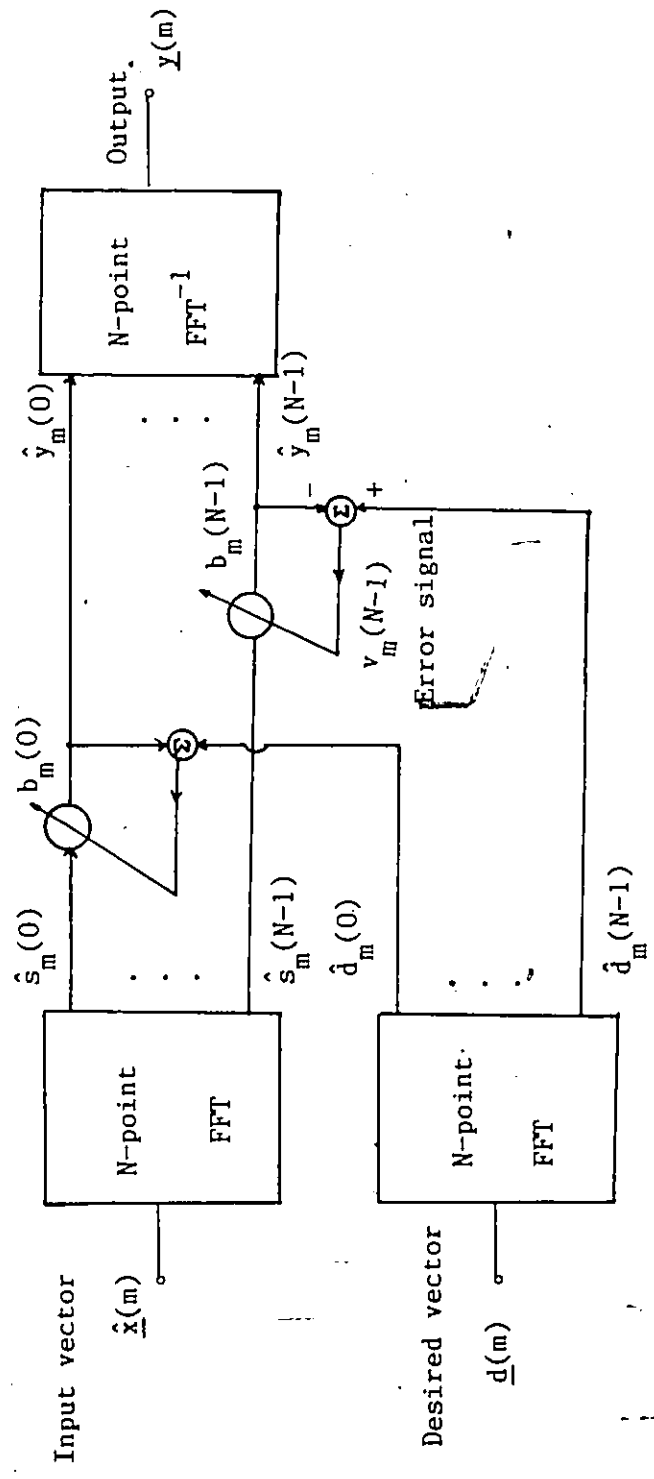 Input vector
x̂(m)
N-point
FFT
ŝ_m(0)
. . .
ŝ_m(N-1)
b_m(0)
Σ
b_m(N-1)
ŷ_m(0)
. . .
ŷ_m(N-1)
N-point
FFT⁻¹
Output
y(m)
Desired vector
d(m)
N-point
FFT
d̂_m(0)
. . .
d̂_m(N-1)
v_m(N-1)
Error signal
Σ
-
+